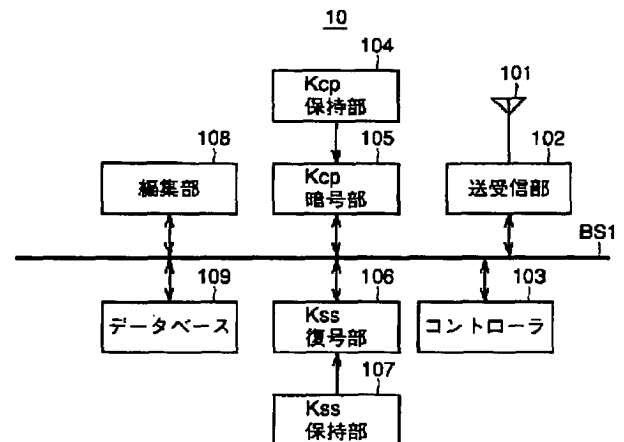 10
104
Kcp
保持部
101
108
105
102
編集部
Kcp
暗号部
送受信部
BS1
109
106
103
データベース
Kss
復号部
コントローラ
107
Kss
保持部